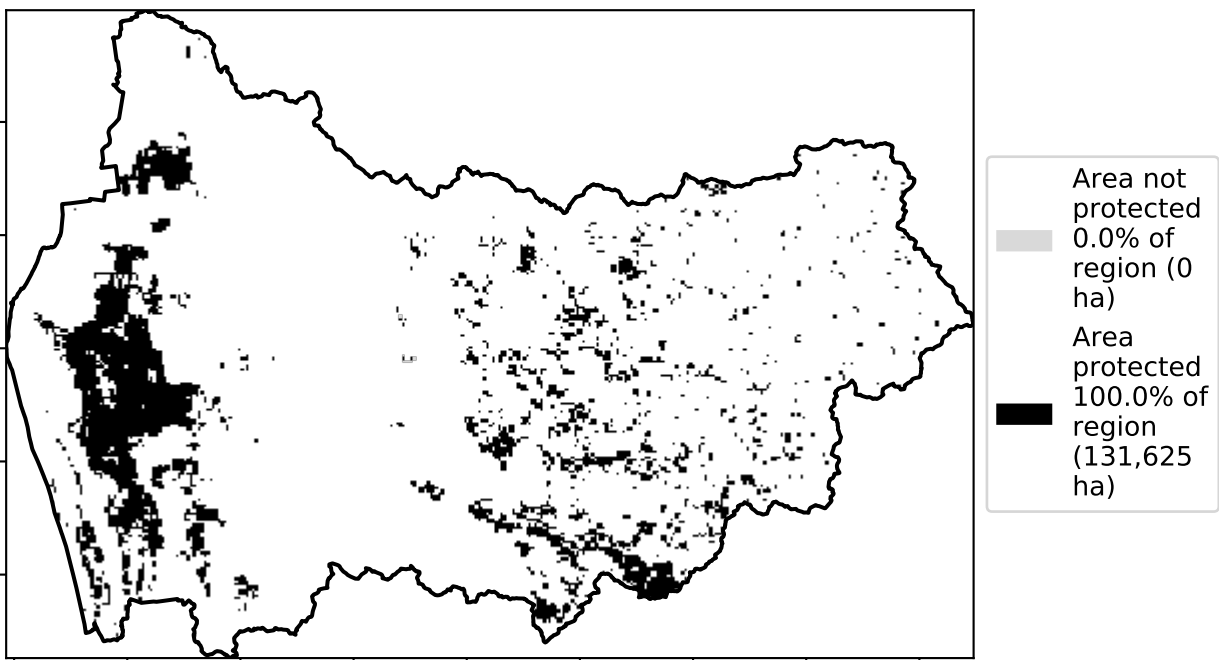 Area not
protected
0.0% of
region (0
ha)
Area
protected
100.0% of
region
(131,625
ha)